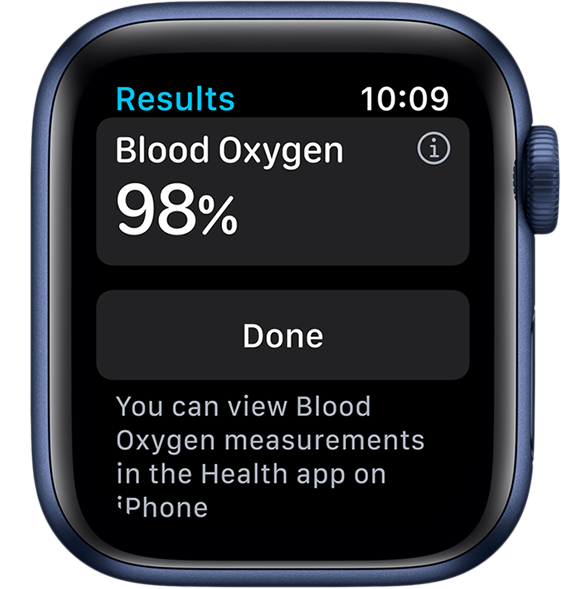 Results 10:09
Blood Oxygen
98%
Done
You can view Blood
Oxygen measurements
in the Health app on
iPhone